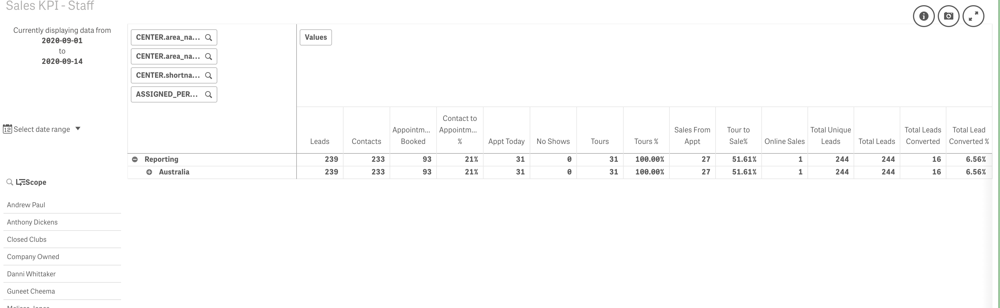 Sales KPI - Staff
Currently displaying data from
2020-09-01
to
2020-09-14
CENTER.area_na...
CENTER.area_na...
CENTER.shortna...
ASSIGNED_PER...
Values
12 Select date range
Leads
Contacts
Appointm...
Booked
Contact to
Appointm...
%
Appt Today
No Shows
Tours
Tours %
Sales From
Appt
Tour to
Sale%
Online Sales
Total Unique
Leads
Total Leads
Total Leads
Converted
Total Lead
Converted %
Reporting 239 233 93 21% 31 0 31 100.00% 27 51.61% 1 244 244 16 6.56%
Australia 239 233 93 21% 31 0 31 100.00% 27 51.61% 1 244 244 16 6.56%
Scope
Andrew Paul
Anthony Dickens
Closed Clubs
Company Owned
Danni Whittaker
Guneet Cheema